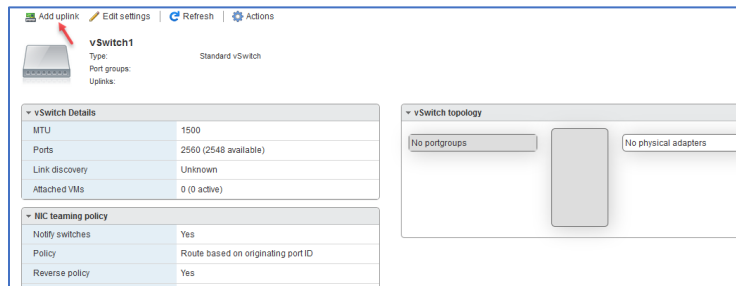 Add uplink Edit settings Refresh Actions
vSwitch1
Type: Standard vSwitch
Port groups:
Uplinks:
vSwitch Details
MTU 1500
Ports 2560 (2548 available)
Link discovery Unknown
Attached VMs 0 (0 active)
NIC teaming policy
Notify switches Yes
Policy Route based on originating port ID
Reverse policy Yes
vSwitch topology
No portgroups No physical adapters